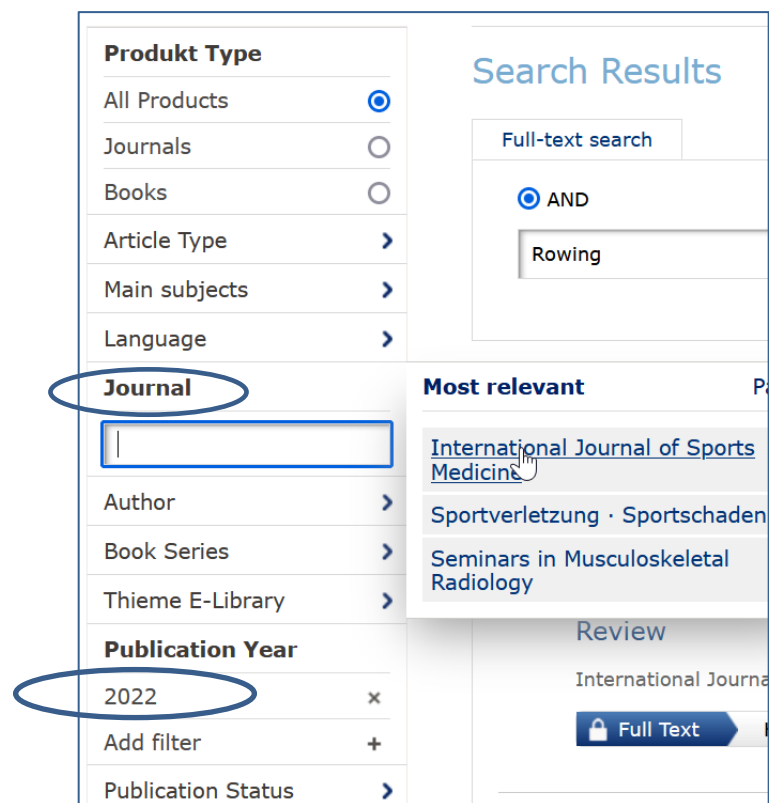 Produkt Type
All Products
Journals
Books
Article Type
Main subjects
Language
Journal
Author
Book Series
Thieme E-Library
Publication Year
2022
Add filter
Publication Status
Search Results
Full-text search
AND
Rowing
Most relevant
International Journal of Sports
Medicine
Sportverletzung · Sportschaden
Seminars in Musculoskeletal
Radiology
Review
International
Full Text